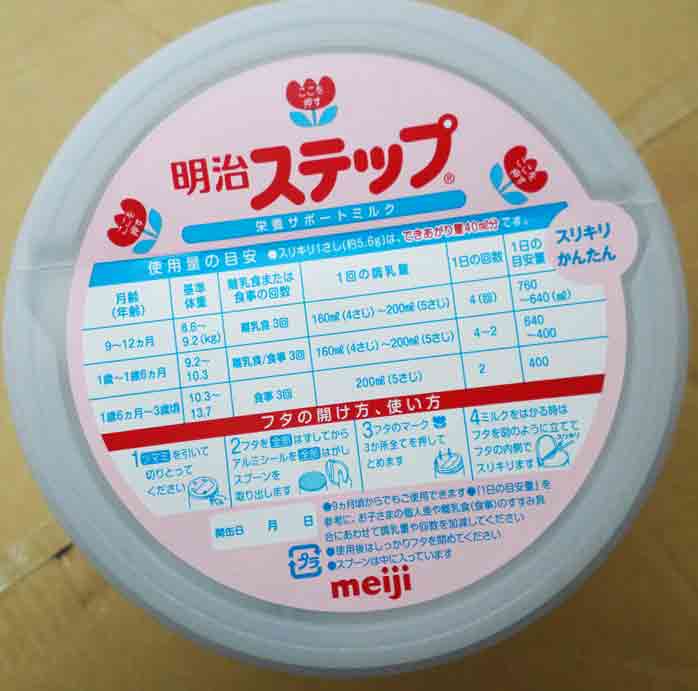 ここを
押す
明治ステップ®
ここを
押す
ここを
押す
栄養サポートミルク
使用量の目安 ●スリキリ1さじ(約5.6g)は、できあがり量40ml分です。
スリキリ
かんたん
月齢
(年齢)
基準
体重
離乳食または
食事の回数
1回の調乳量
1日の回数
1日の
目安量
9~12ヵ月
8.6~
9.2(kg)
離乳食 3回
160ml(4さじ)~200ml(5さじ)
4(回)
760
~640(ml)
1歳~1歳6ヵ月
9.2~
10.3
離乳食/食事 3回
160ml(4さじ)~200ml(5さじ)
4~2
640
~400
1歳6ヵ月~3歳頃
10.3~
13.7
食事 3回
200ml(5さじ)
2
400
フタの開け方、使い方
1ツマミを引いて
切りとって
ください
2フタを全部はずしてから
アルミシールを全部はがし
スプーンを
取り出します
3フタのマーク
3か所全てを押して
とめます
4ミルクをはかる時は
フタを図のように立てて
フタの内側で
スリキリます
スリキリ
開缶日 月 日
●9ヵ月頃からでもご使用できます●「1日の目安量」を
参考に、お子さまの個人差や離乳食(食事)のすすみ具
合にあわせて調乳量や回数を加減してください
●使用後はしっかりフタを閉めてください
●スプーンは中に入っています
プラ
meiji